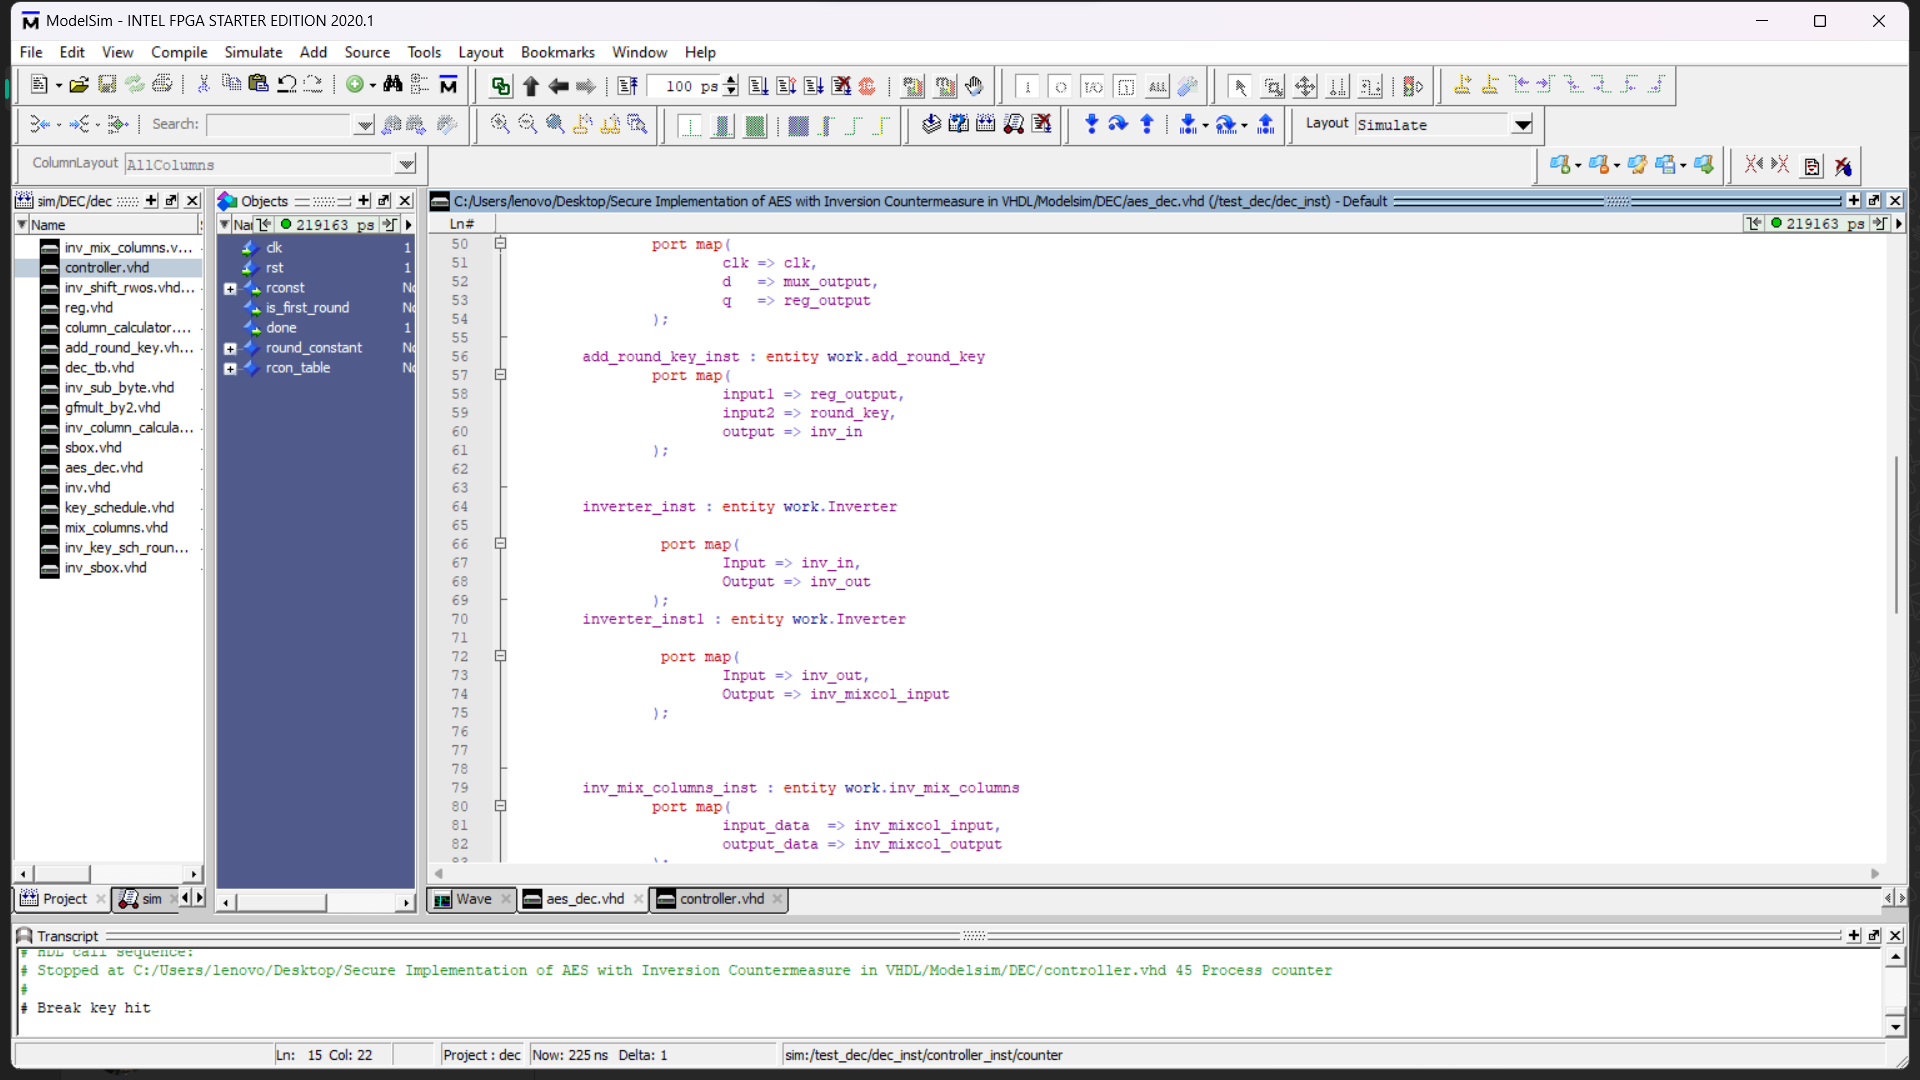 ModelSim - INTEL FPGA STARTER EDITION 2020.1
File Edit View Compile Simulate Add Source Tools Layout Bookmarks Window Help
100 ps
Search:
Layout Simulate
ColumnLayout AllColumns
sim/DEC/dec
Name
inv_mix_columns.v...
controller.vhd
inv_shift_rwos.vhd...
reg.vhd
column_calculator....
add_round_key.vh...
dec_tb.vhd
inv_sub_byte.vhd
gfmult_by2.vhd
inv_column_calcula...
sbox.vhd
aes_dec.vhd
inv.vhd
key_schedule.vhd
mix_columns.vhd
inv_key_sch_roun...
inv_sbox.vhd
Project
sim
Objects
219163 ps
clk 1
rst 1
rconst
is_first_round
done 1
round_constant
rcon_table
C:/Users/lenovo/Desktop/Secure Implementation of AES with Inversion Countermeasure in VHDL/Modelsim/DEC/aes_dec.vhd (/test_dec/dec_inst) - Default
Ln#
219163 ps
50 port map(
51 clk => clk,
52 d => mux_output,
53 q => reg_output
54 );
55
56 add_round_key_inst : entity work.add_round_key
57 port map(
58 input1 => reg_output,
59 input2 => round_key,
60 output => inv_in
61 );
62
63
64 inverter_inst : entity work.Inverter
65
66 port map(
67 Input => inv_in,
68 Output => inv_out
69 );
70 inverter_inst1 : entity work.Inverter
71
72 port map(
73 Input => inv_out,
74 Output => inv_mixcol_input
75 );
76
77
78
79 inv_mix_columns_inst : entity work.inv_mix_columns
80 port map(
81 input_data => inv_mixcol_input,
82 output_data => inv_mixcol_output
Wave
aes_dec.vhd
controller.vhd
Transcript
# HDL call sequence:
# Stopped at C:/Users/lenovo/Desktop/Secure Implementation of AES with Inversion Countermeasure in VHDL/Modelsim/DEC/controller.vhd 45 Process counter
#
# Break key hit
Ln: 15 Col: 22
Project : dec
Now: 225 ns Delta: 1
sim:/test_dec/dec_inst/controller_inst/counter